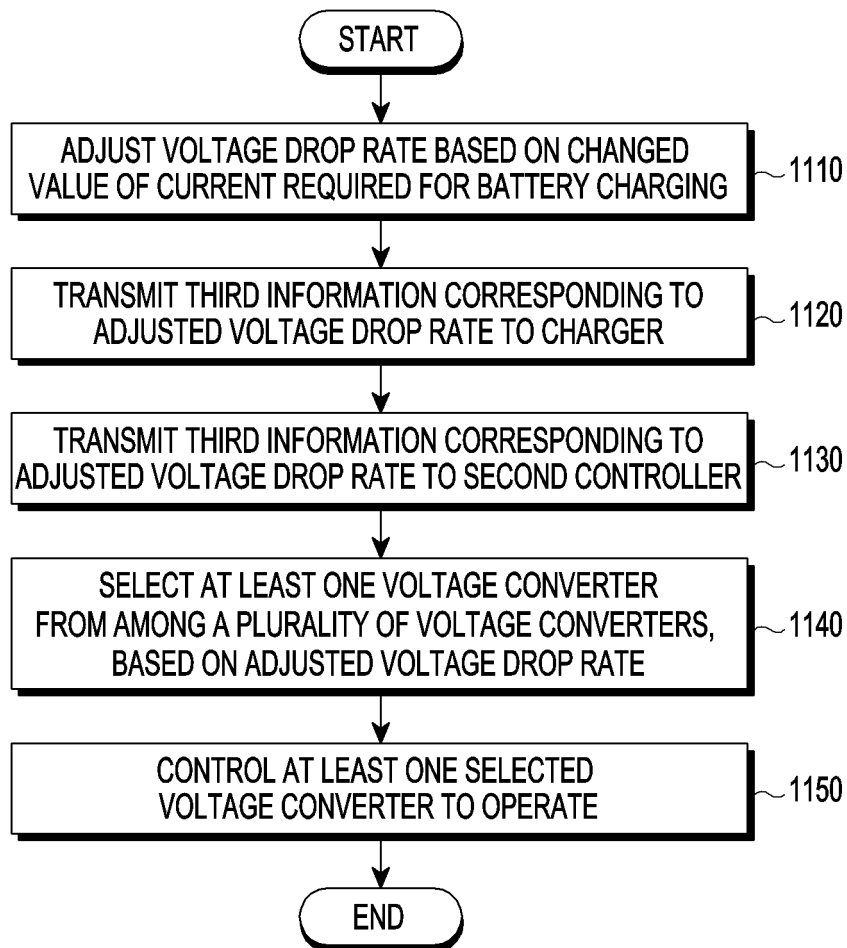 START
ADJUST VOLTAGE DROP RATE BASED ON CHANGED
VALUE OF CURRENT REQUIRED FOR BATTERY CHARGING
1110
TRANSMIT THIRD INFORMATION CORRESPONDING TO
ADJUSTED VOLTAGE DROP RATE TO CHARGER
1120
TRANSMIT THIRD INFORMATION CORRESPONDING TO
ADJUSTED VOLTAGE DROP RATE TO SECOND CONTROLLER
1130
SELECT AT LEAST ONE VOLTAGE CONVERTER
FROM AMONG A PLURALITY OF VOLTAGE CONVERTERS,
BASED ON ADJUSTED VOLTAGE DROP RATE
1140
CONTROL AT LEAST ONE SELECTED
VOLTAGE CONVERTER TO OPERATE
1150
END